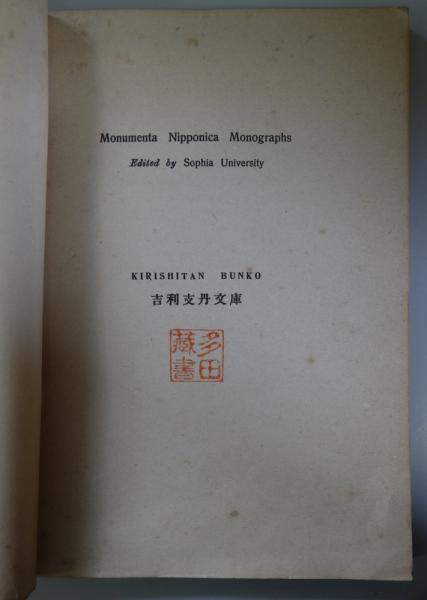 Monumenta Nipponica Monographs
Edited by Sophia University
KIRISHITAN BUNKO
吉利支丹文庫
多田
藏書